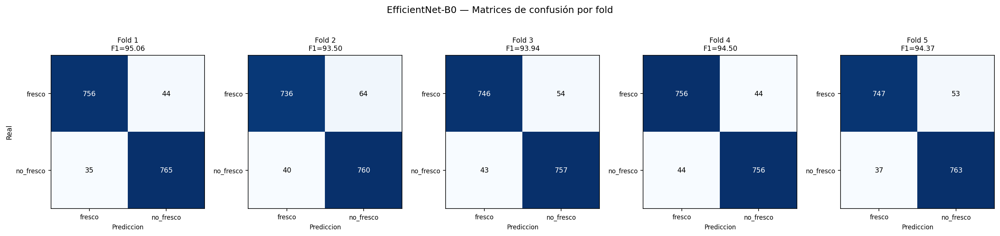 EfficientNet-B0 — Matrices de confusión por fold
Fold 1
F1=95.06
Real
fresco
no_fresco
756
44
35
765
fresco
no_fresco
Prediccion
Fold 2
F1=93.50
fresco
no_fresco
736
64
40
760
fresco
no_fresco
Prediccion
Fold 3
F1=93.94
fresco
no_fresco
746
54
43
757
fresco
no_fresco
Prediccion
Fold 4
F1=94.50
fresco
no_fresco
756
44
44
756
fresco
no_fresco
Prediccion
Fold 5
F1=94.37
fresco
no_fresco
747
53
37
763
fresco
no_fresco
Prediccion